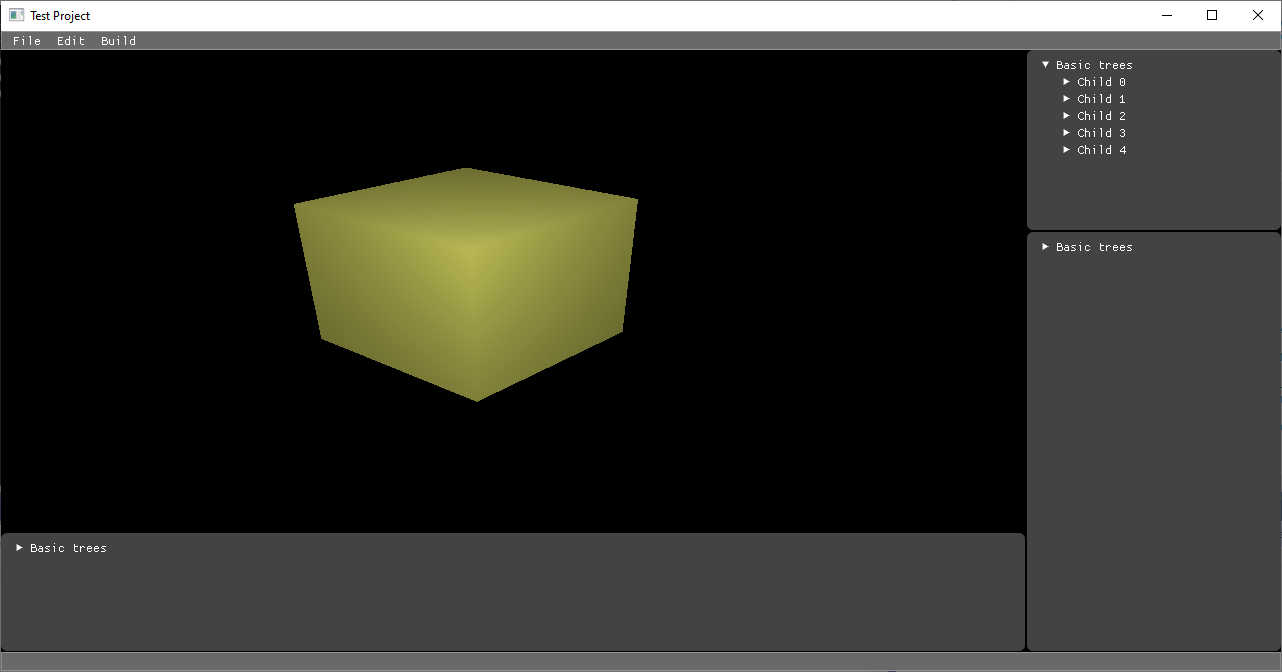 Test Project
File Edit Build
Basic trees
Child 0
Child 1
Child 2
Child 3
Child 4
Basic trees
Basic trees